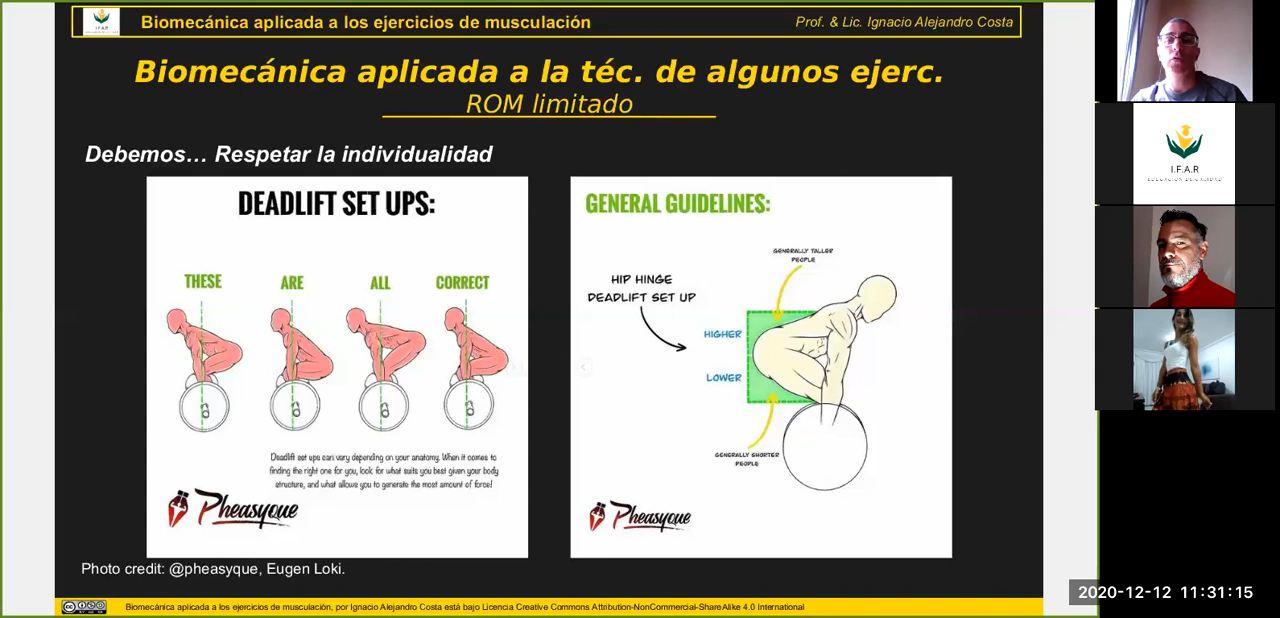 I.F.A.R
Biomecánica aplicada a los ejercicios de musculación
Prof. & Lic. Ignacio Alejandro Costa
Biomecánica aplicada a la téc. de algunos ejerc.
ROM limitado
Debemos… Respetar la individualidad
DEADLIFT SET UPS:
THESE ARE ALL CORRECT
Deadlift set ups can vary depending on your anatomy. When it comes to
finding the right one for you, look for what suits you best given your body
structure, and what allows you to generate the most amount of force!
Pheasyque
GENERAL GUIDELINES:
GENERALLY TALLER
PEOPLE
HIP HINGE
DEADLIFT SET UP
HIGHER
LOWER
GENERALLY SHORTER
PEOPLE
Pheasyque
Photo credit: @pheasyque, Eugen Loki.
Biomecánica aplicada a los ejercicios de musculación, por Ignacio Alejandro Costa está bajo Licencia Creative Commons Attribution-NonCommercial-ShareAlike 4.0 International
I.F.A.R
2020-12-12 11:31:15